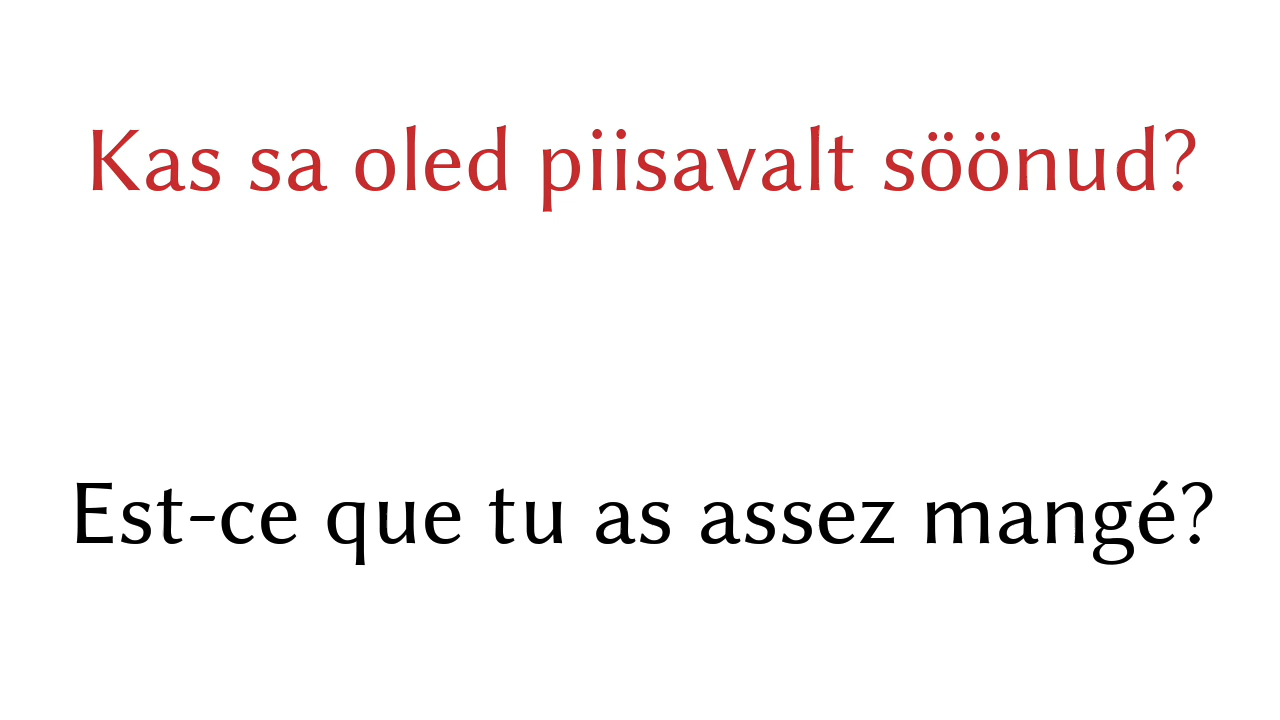 Kas sa oled piisavalt söönud?
Est-ce que tu as assez mangé?